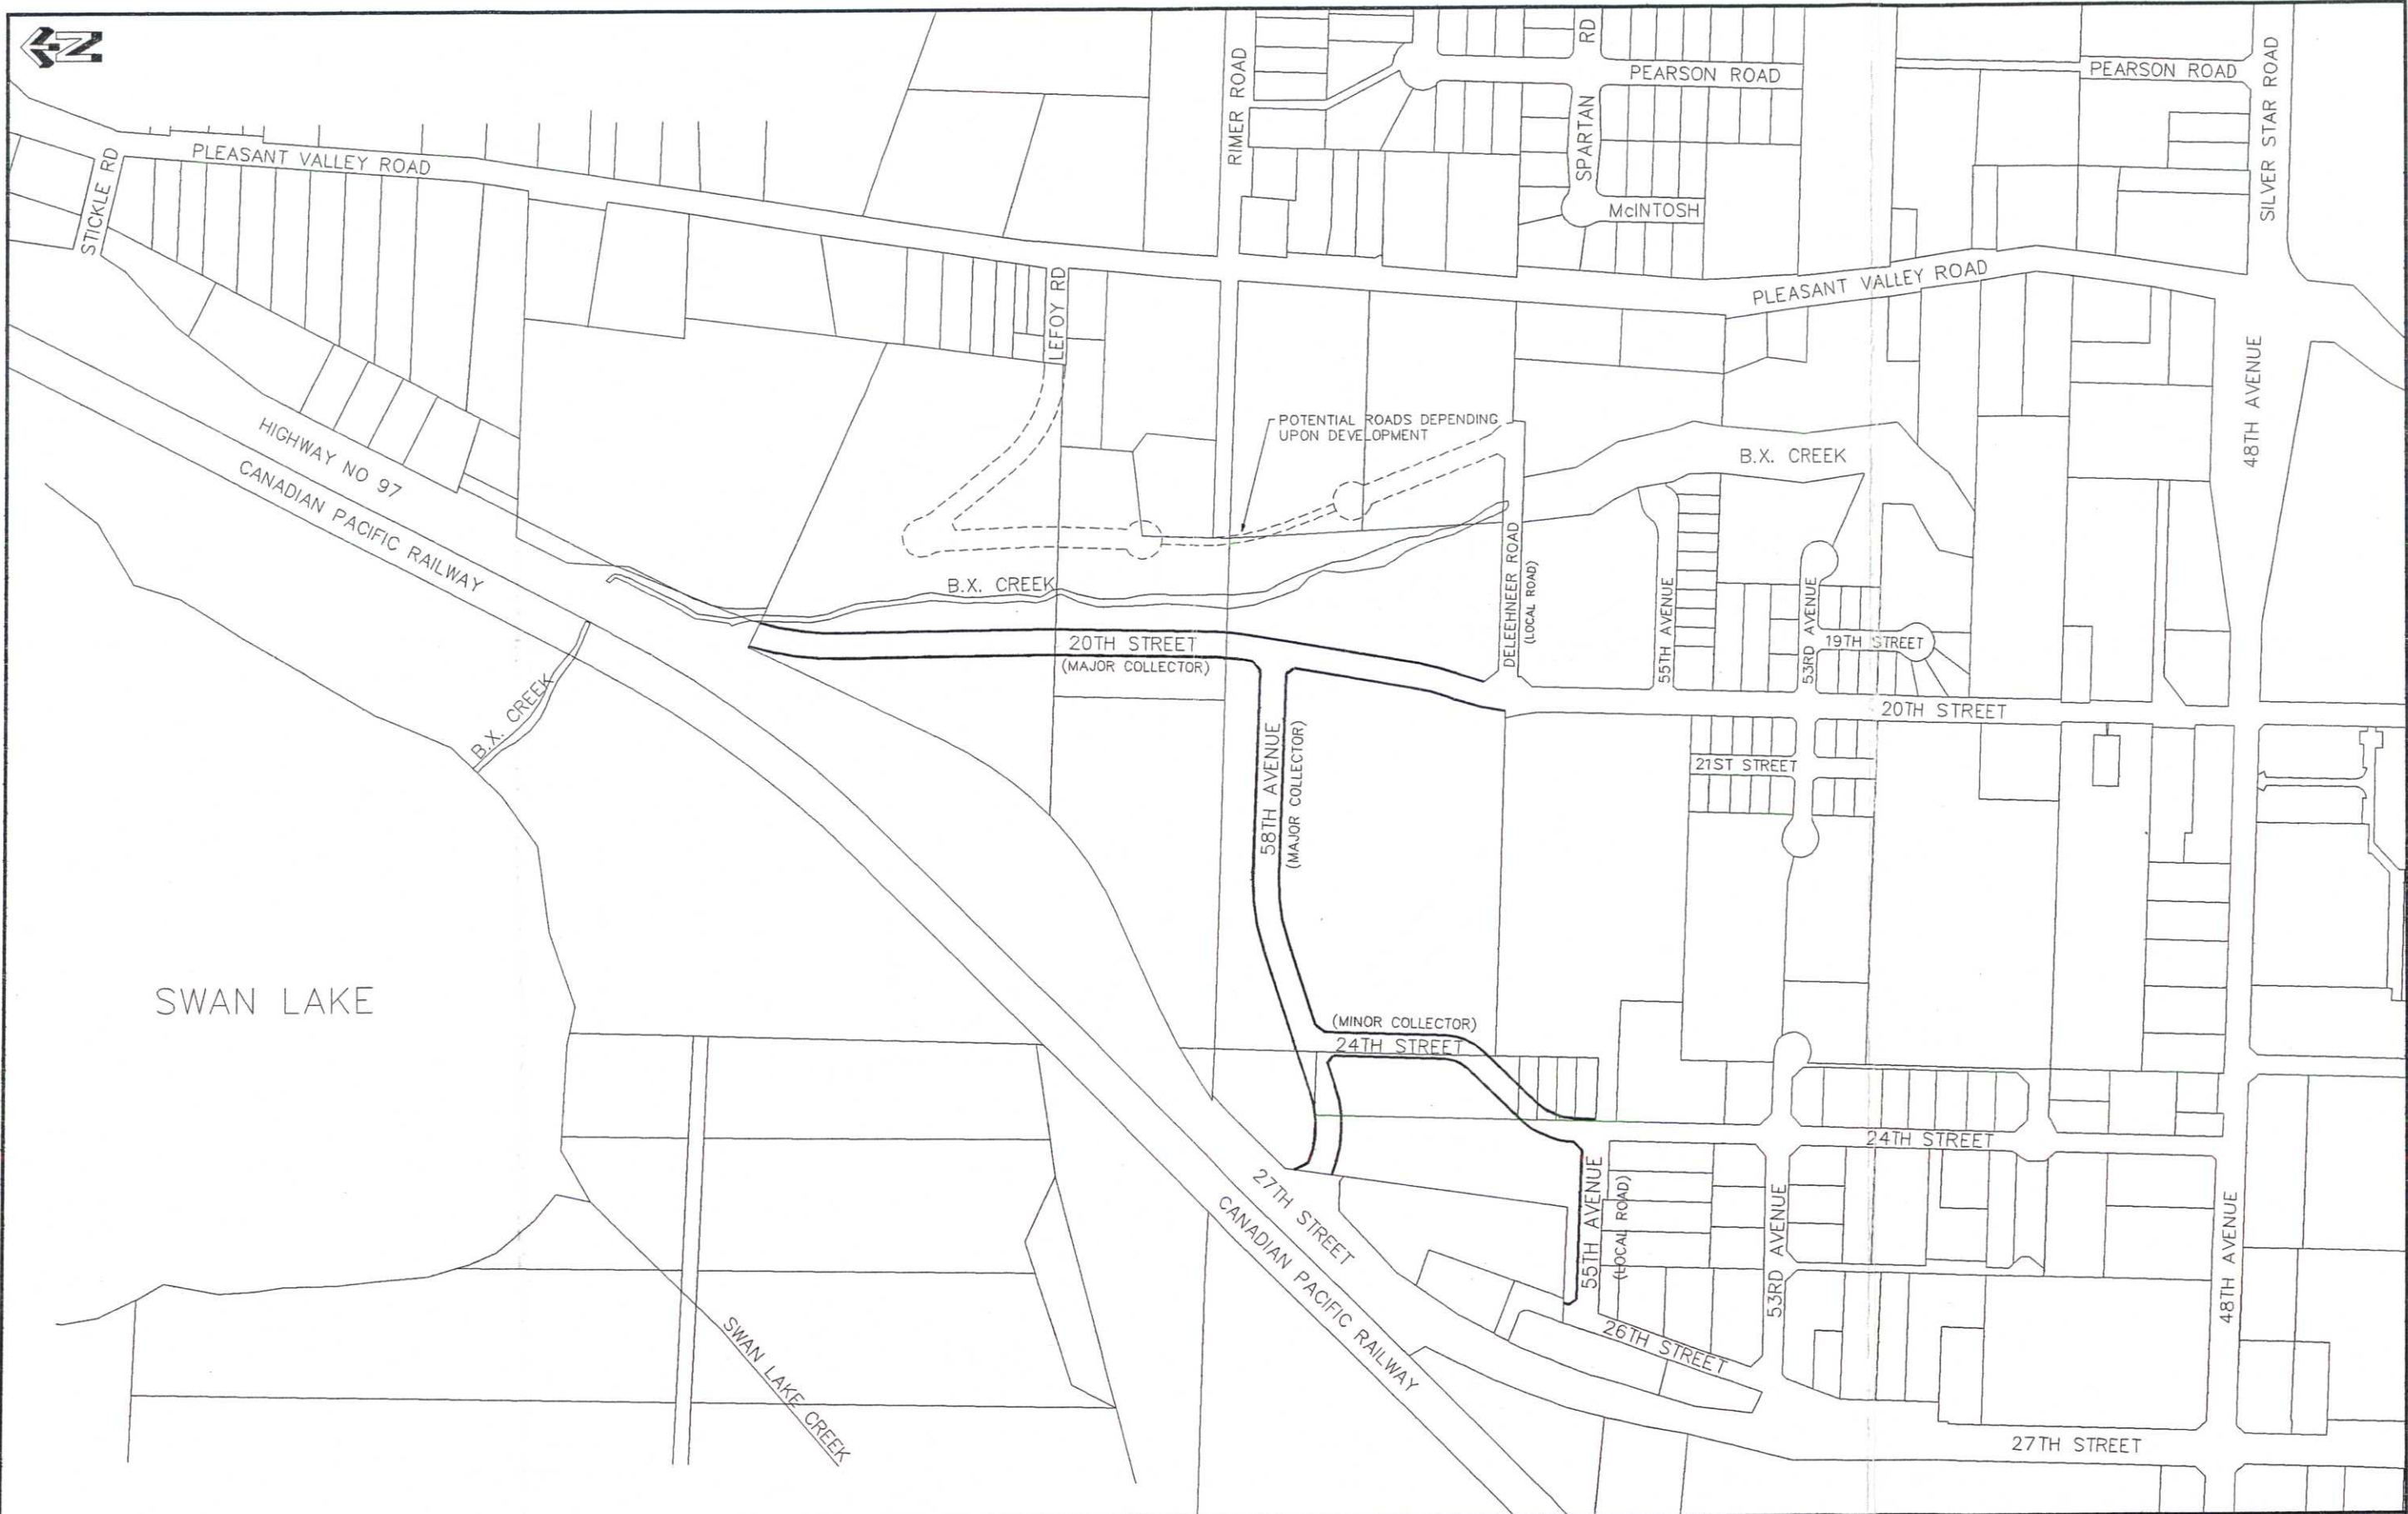 N
RIMER ROAD
SPARTAN RD
PEARSON ROAD
PEARSON ROAD
SILVER STAR ROAD
STICKLE RD
PLEASANT VALLEY ROAD
McINTOSH
LEFOY RD
PLEASANT VALLEY ROAD
48TH AVENUE
POTENTIAL ROADS DEPENDING
UPON DEVELOPMENT
HIGHWAY NO 97
CANADIAN PACIFIC RAILWAY
B.X. CREEK
B.X. CREEK
DELEEHNEER ROAD
(LOCAL ROAD)
55TH AVENUE
53RD AVENUE
19TH STREET
20TH STREET
(MAJOR COLLECTOR)
B.X. CREEK
20TH STREET
58TH AVENUE
(MAJOR COLLECTOR)
21ST STREET
SWAN LAKE
(MINOR COLLECTOR)
24TH STREET
24TH STREET
27TH STREET
CANADIAN PACIFIC RAILWAY
55TH AVENUE
(LOCAL ROAD)
53RD AVENUE
48TH AVENUE
26TH STREET
SWAN LAKE CREEK
27TH STREET